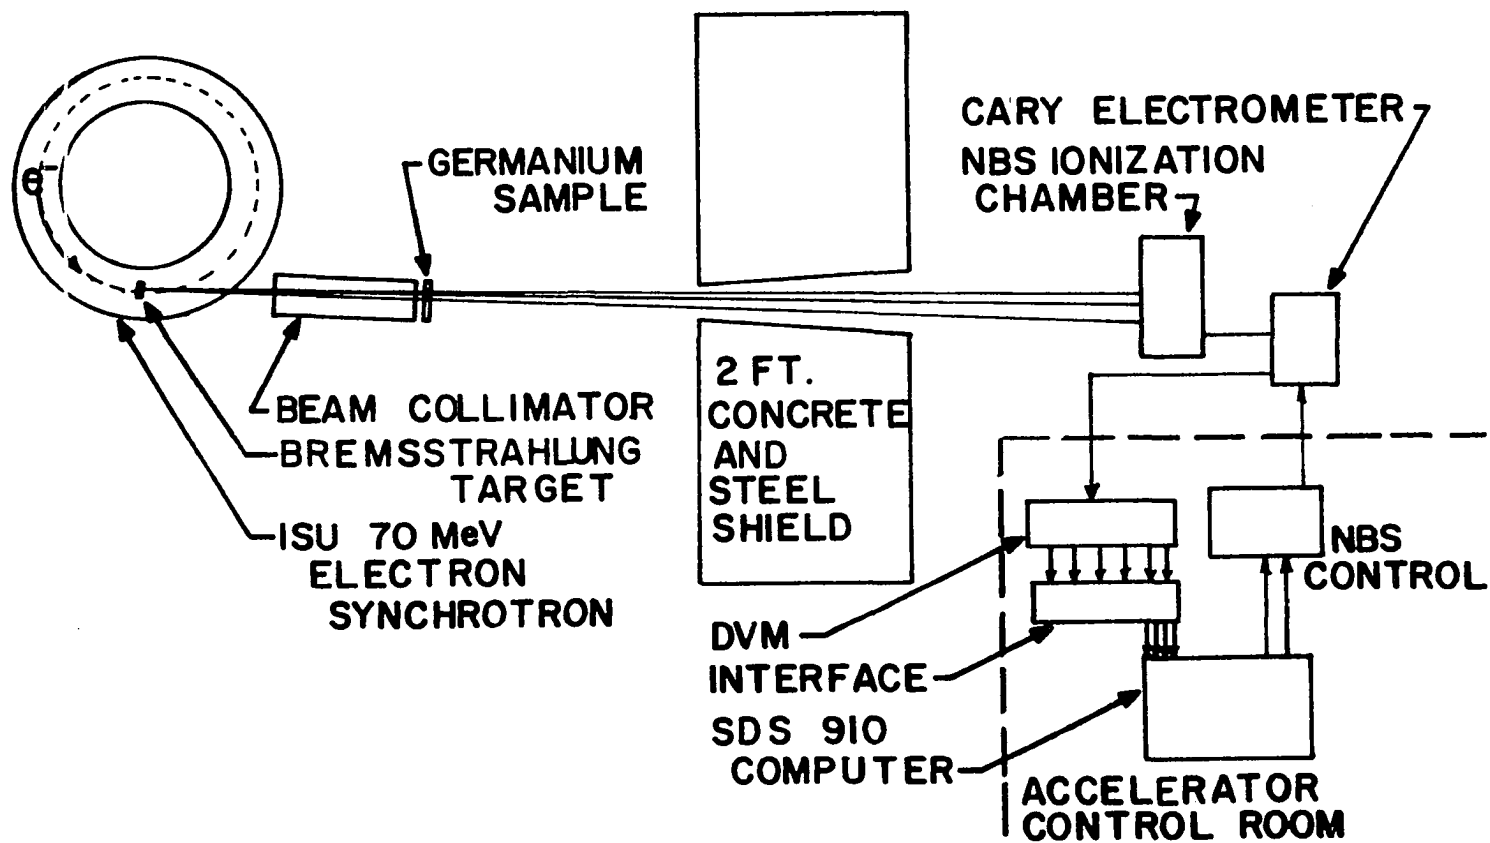 CARY ELECTROMETER
NBS IONIZATION
CHAMBER
GERMANIUM
SAMPLE
e-
2 FT.
CONCRETE
AND
STEEL
SHIELD
BEAM COLLIMATOR
BREMSSTRAHLUNG
TARGET
ISU 70 MeV
ELECTRON
SYNCHROTRON
NBS
CONTROL
DVM
INTERFACE
SDS 910
COMPUTER
ACCELERATOR
CONTROL ROOM